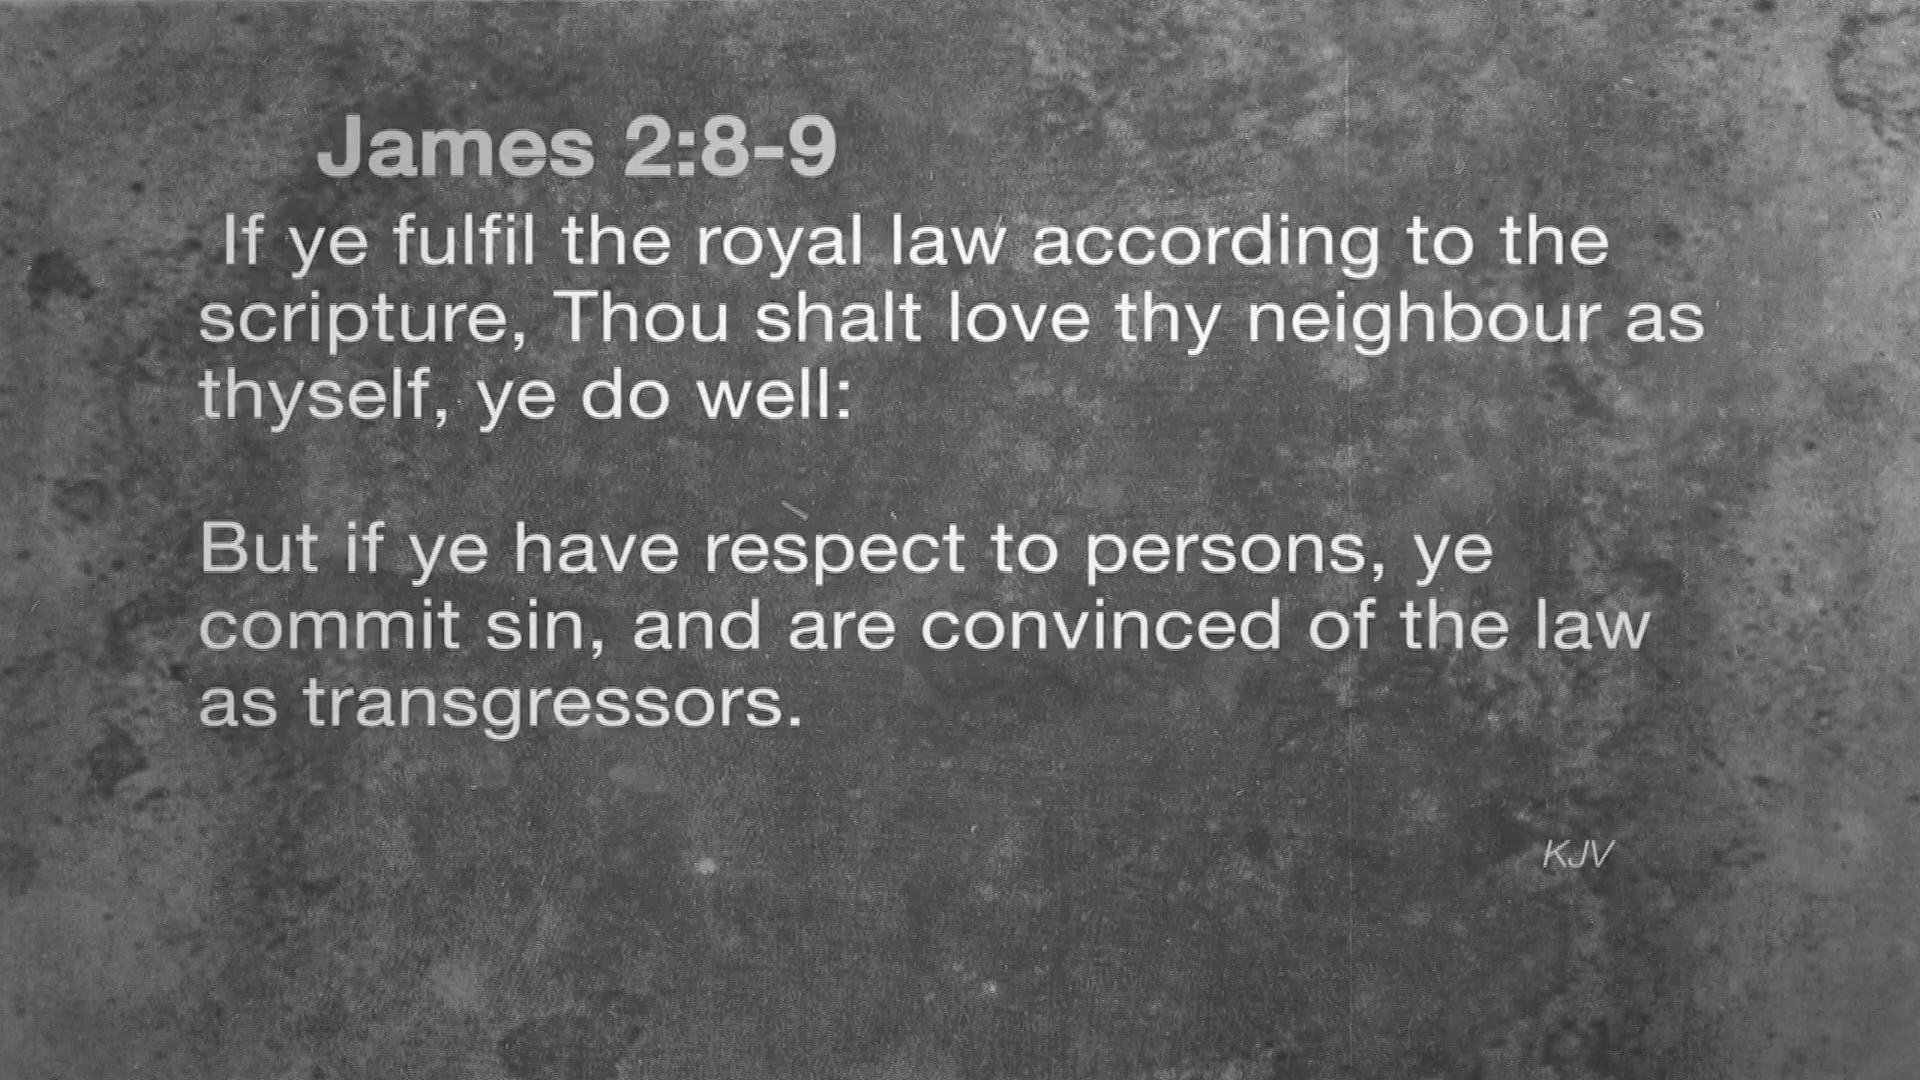 James 2:8-9
If ye fulfil the royal law according to the
scripture, Thou shalt love thy neighbour as
thyself, ye do well:
But if ye have respect to persons, ye
commit sin, and are convinced of the law
as transgressors.
KJV